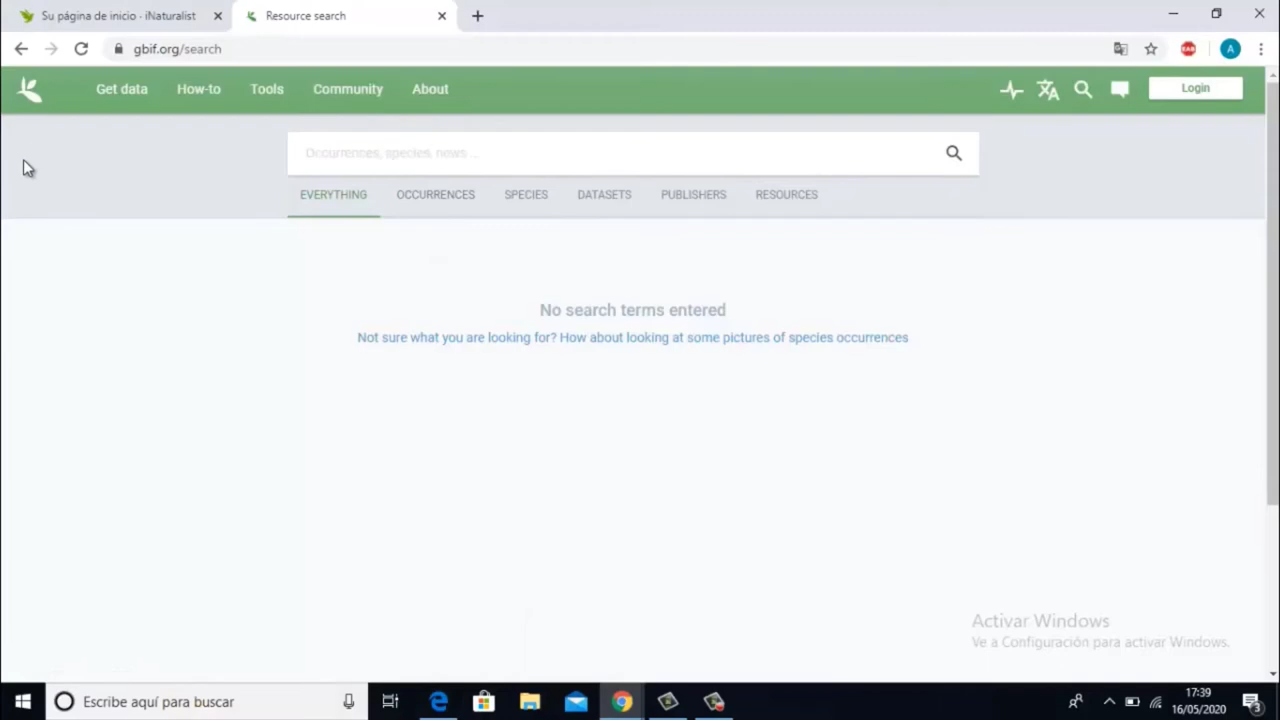 Su página de inicio · iNaturalist
Resource search
gbif.org/search
A
Get data
How-to
Tools
Community
About
Login
Occurrences, species, news ...
EVERYTHING
OCCURRENCES
SPECIES
DATASETS
PUBLISHERS
RESOURCES
No search terms entered
Not sure what you are looking for? How about looking at some pictures of species occurrences
Activar Windows
Ve a Configuración para activar Windows.
Escribe aquí para buscar
17:39
16/05/2020
3